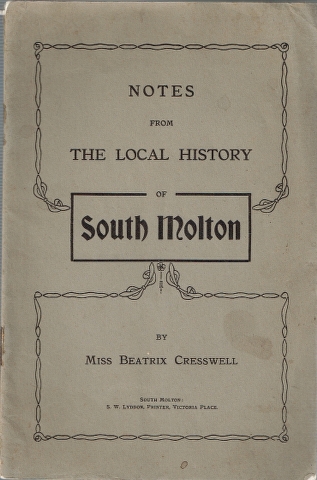 NOTES
FROM
THE LOCAL HISTORY
OF
South Molton
BY
MISS BEATRIX CRESSWELL
SOUTH MOLTON:
S. W. LYDDON, PRINTER, VICTORIA PLACE.